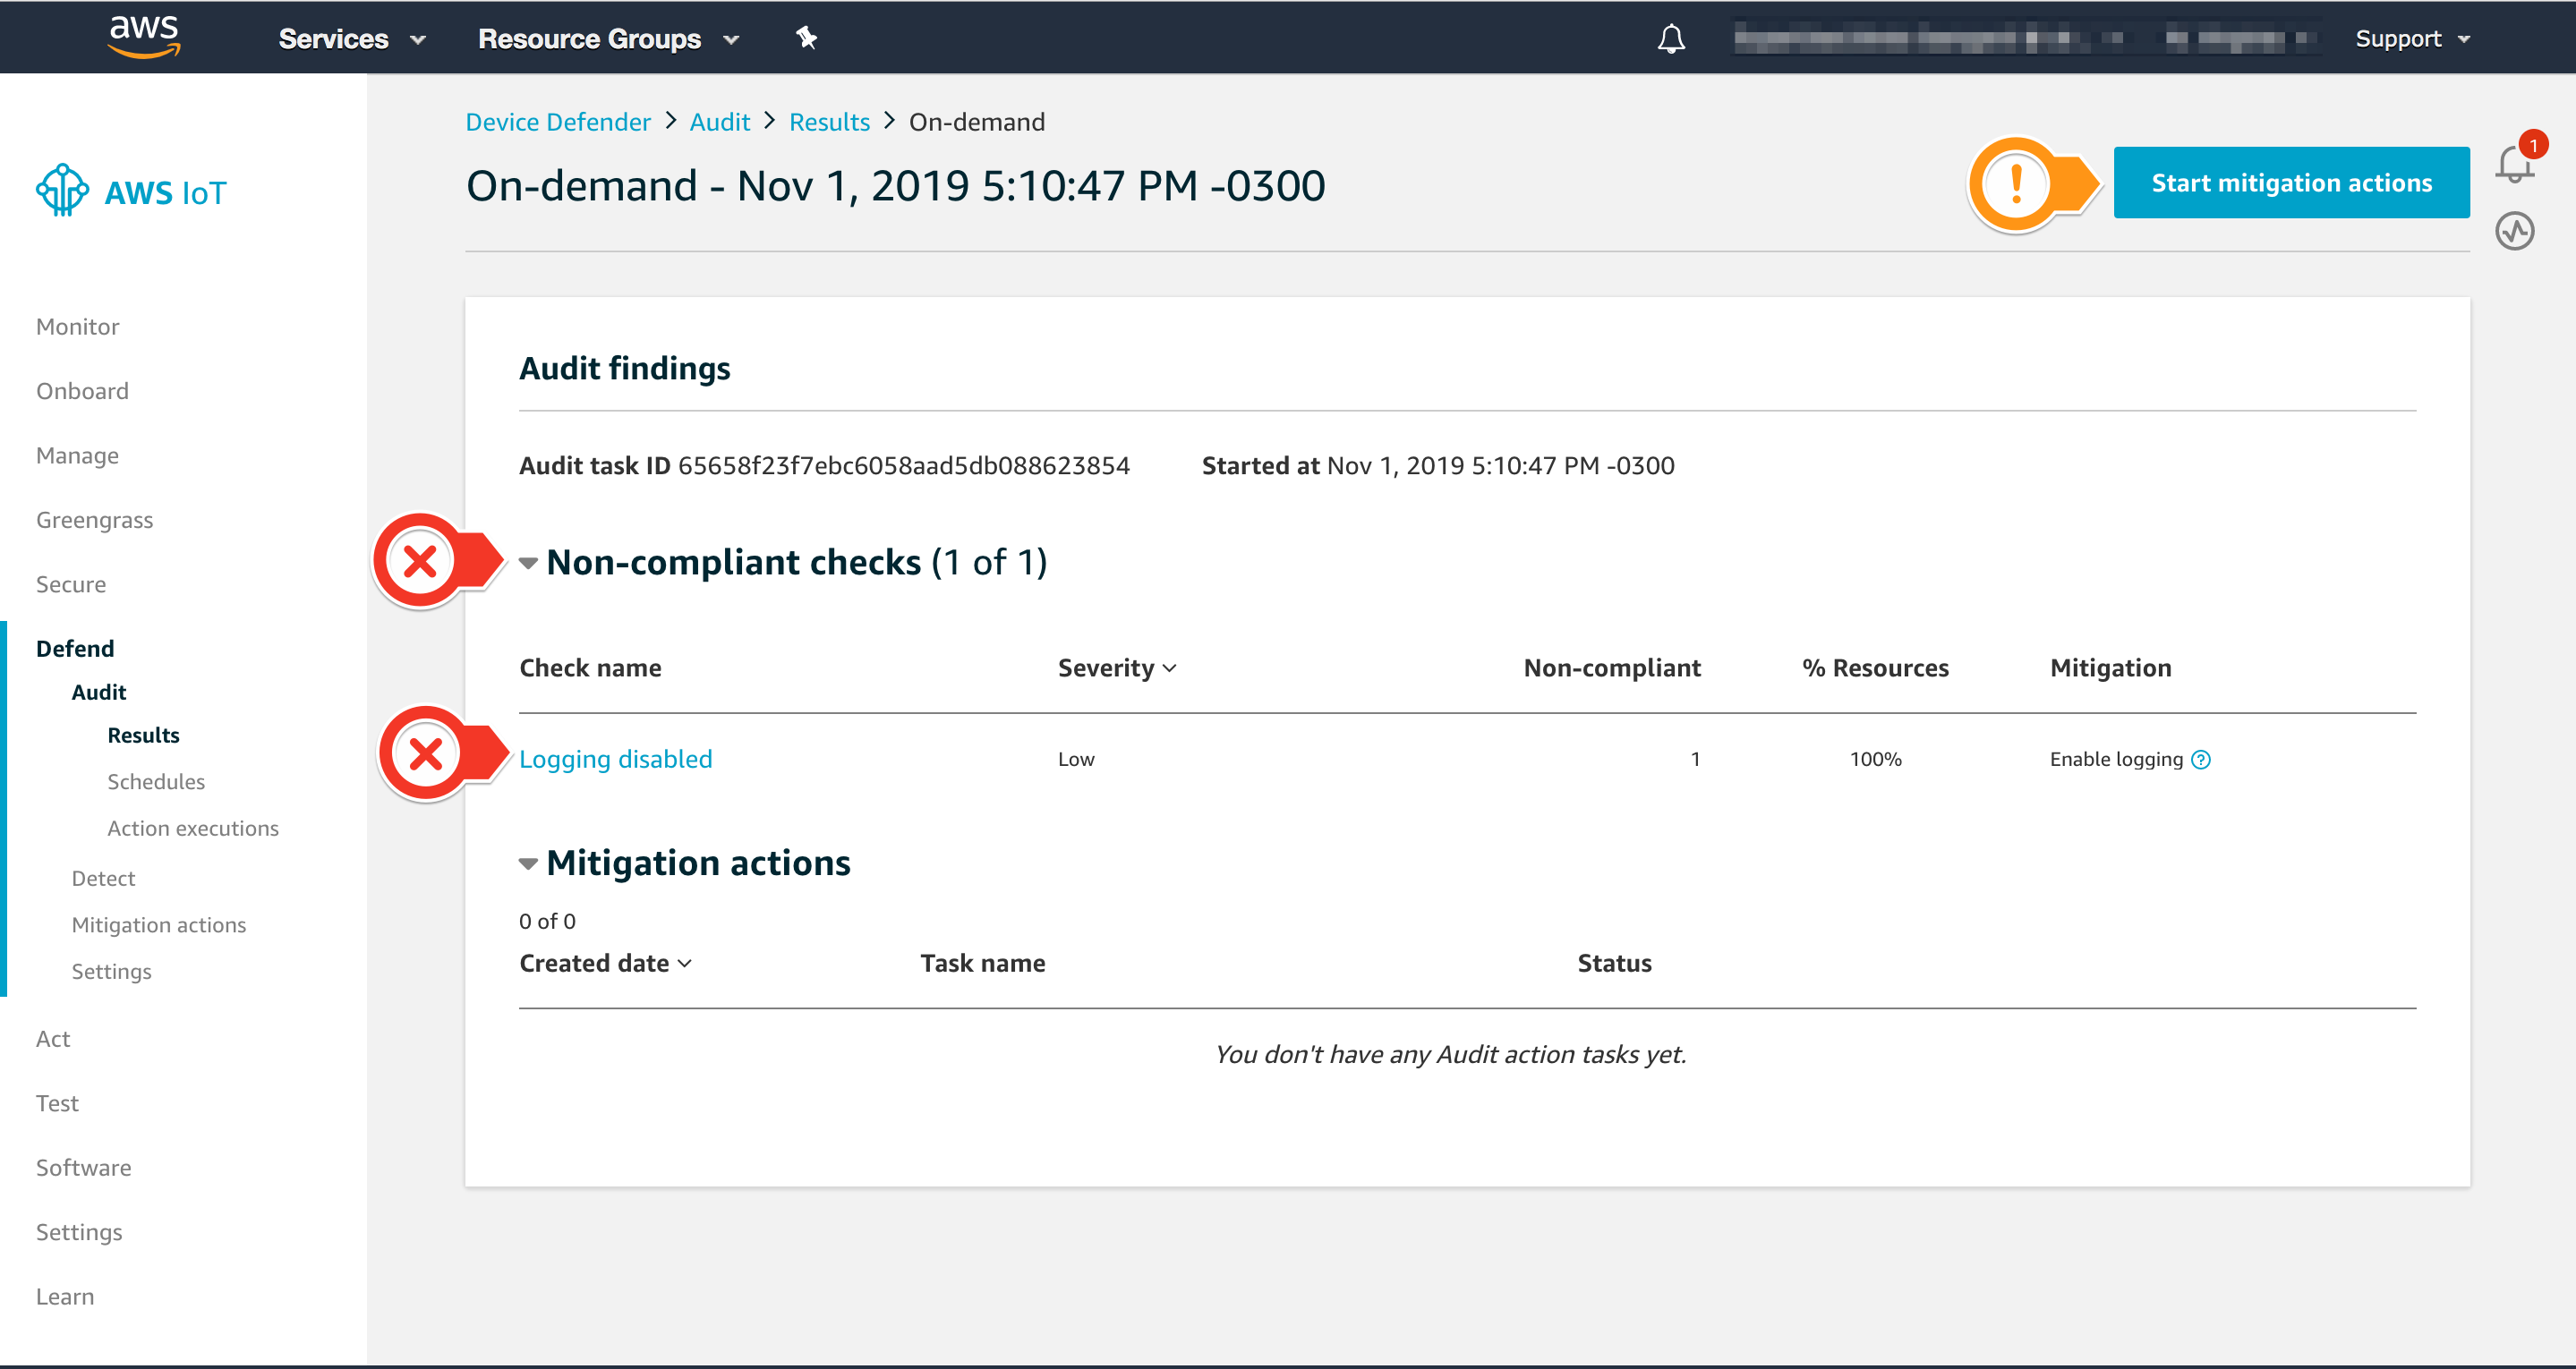 aws Services Resource Groups Support
AWS IoT
Monitor
Onboard
Manage
Greengrass
Secure
Defend
Audit
Results
Schedules
Action executions
Detect
Mitigation actions
Settings
Act
Test
Software
Settings
Learn
Device Defender > Audit > Results > On-demand
On-demand - Nov 1, 2019 5:10:47 PM -0300
! Start mitigation actions
1
Audit findings
Audit task ID 65658f23f7ebc6058aad5db088623854 Started at Nov 1, 2019 5:10:47 PM -0300
Non-compliant checks (1 of 1)
Check name Severity Non-compliant % Resources Mitigation
Logging disabled Low 1 100% Enable logging ?
Mitigation actions
0 of 0
Created date Task name Status
You don't have any Audit action tasks yet.